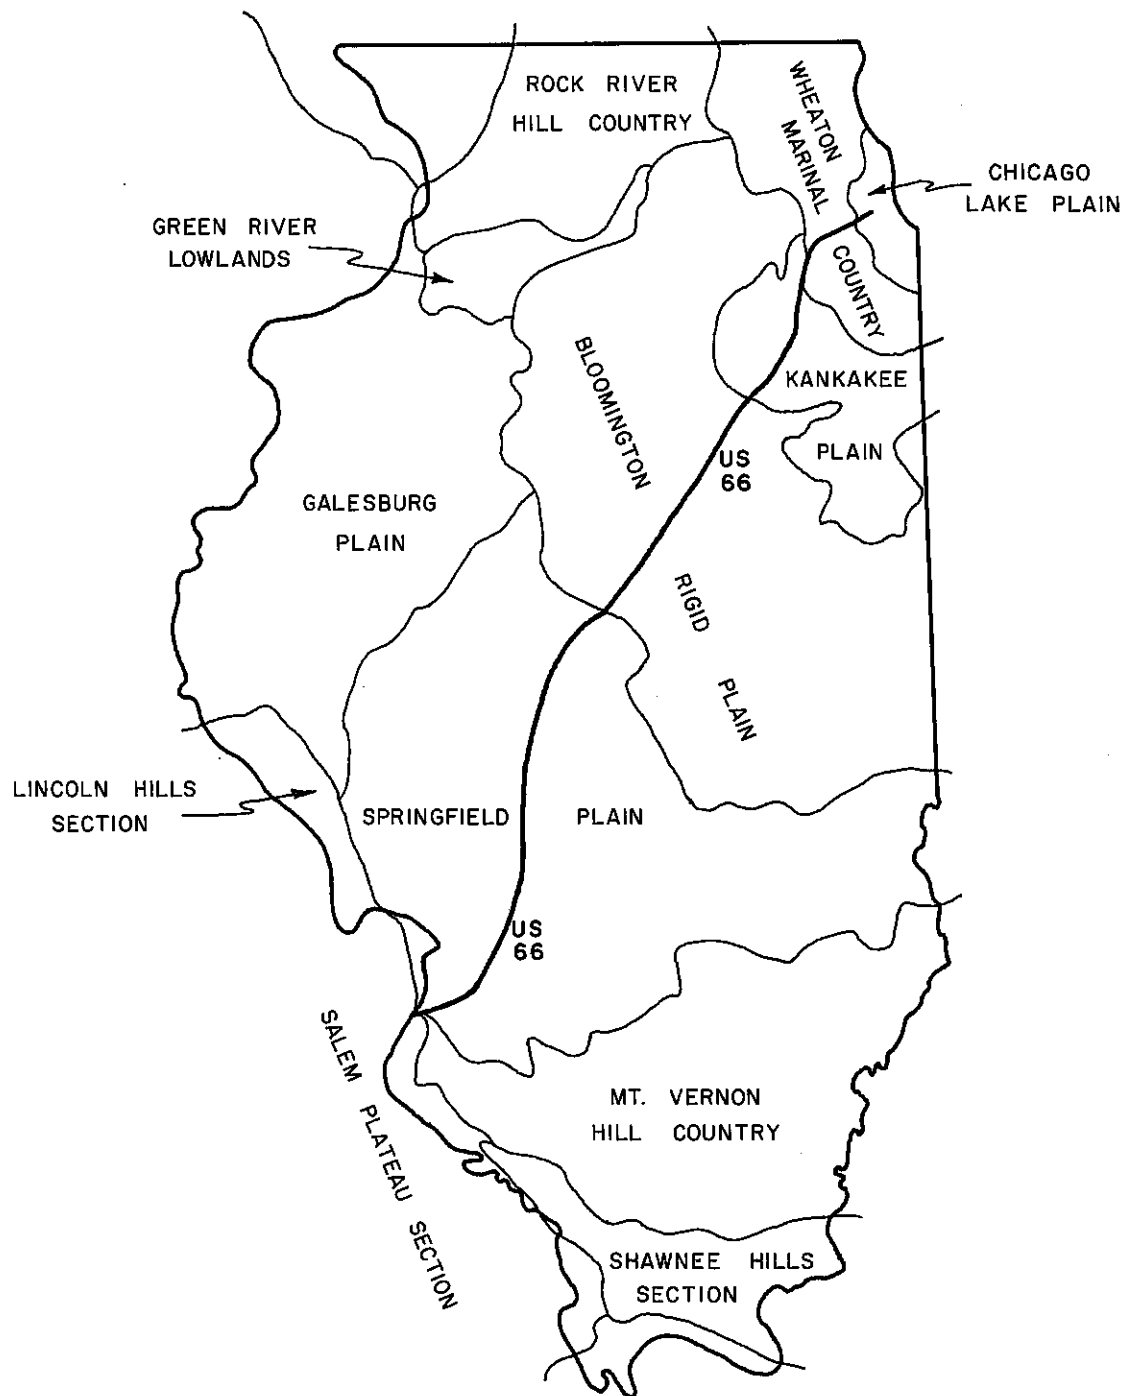 ROCK RIVER
HILL COUNTRY
WHEATON
MARINAL
COUNTRY
CHICAGO
LAKE PLAIN
GREEN RIVER
LOWLANDS
BLOOMINGTON
KANKAKEE
PLAIN
US
66
GALESBURG
PLAIN
RIGID
PLAIN
LINCOLN HILLS
SECTION
SPRINGFIELD PLAIN
US
66
SALEM PLATEAU SECTION
MT. VERNON
HILL COUNTRY
SHAWNEE HILLS
SECTION